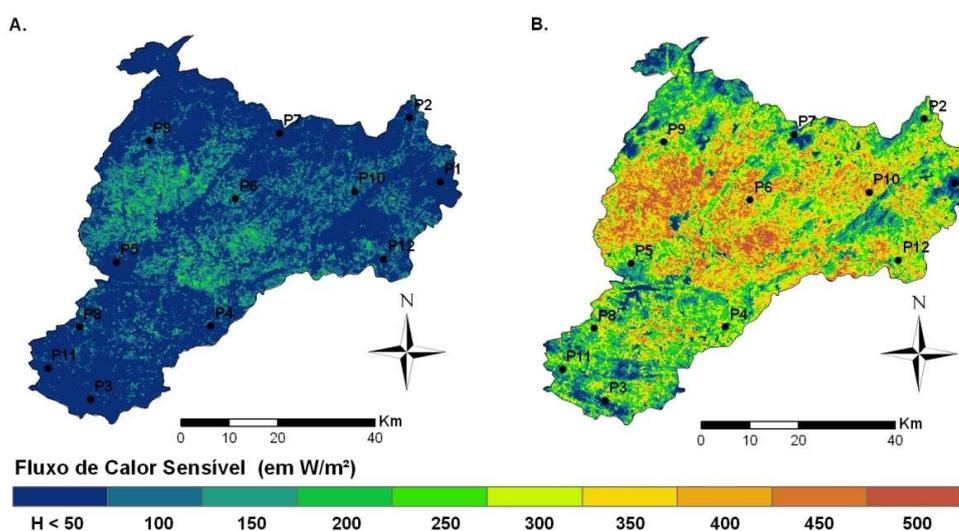 A.
P2
P7
P9
P1
P10
P6
P12
P5
P4
P8
P11
P3
N
Km
0 10 20 40
B.
P2
P7
P9
P10
P6
P12
P5
P4
P8
P11
P3
N
Km
0 10 20 40
Fluxo de Calor Sensível (em W/m²)
H < 50 100 150 200 250 300 350 400 450 500